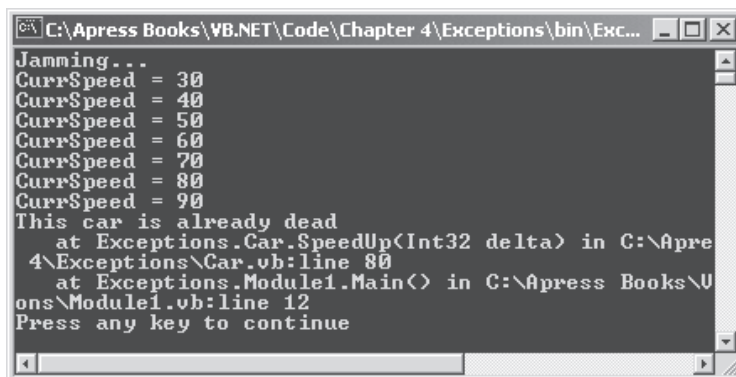 C:\Apress Books\VB.NET\Code\Chapter 4\Exceptions\bin\Exc...
Jamming...
CurrSpeed = 30
CurrSpeed = 40
CurrSpeed = 50
CurrSpeed = 60
CurrSpeed = 70
CurrSpeed = 80
CurrSpeed = 90
This car is already dead
   at Exceptions.Car.SpeedUp(Int32 delta) in C:\Apre
 4\Exceptions\Car.vb:line 80
   at Exceptions.Module1.Main() in C:\Apress Books\V
ons\Module1.vb:line 12
Press any key to continue